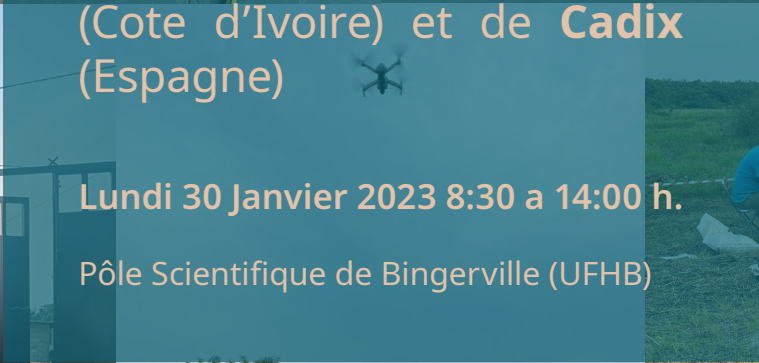 (Cote d’Ivoire) et de Cadix
(Espagne)
Lundi 30 Janvier 2023 8:30 a 14:00 h.
Pôle Scientifique de Bingerville (UFHB)